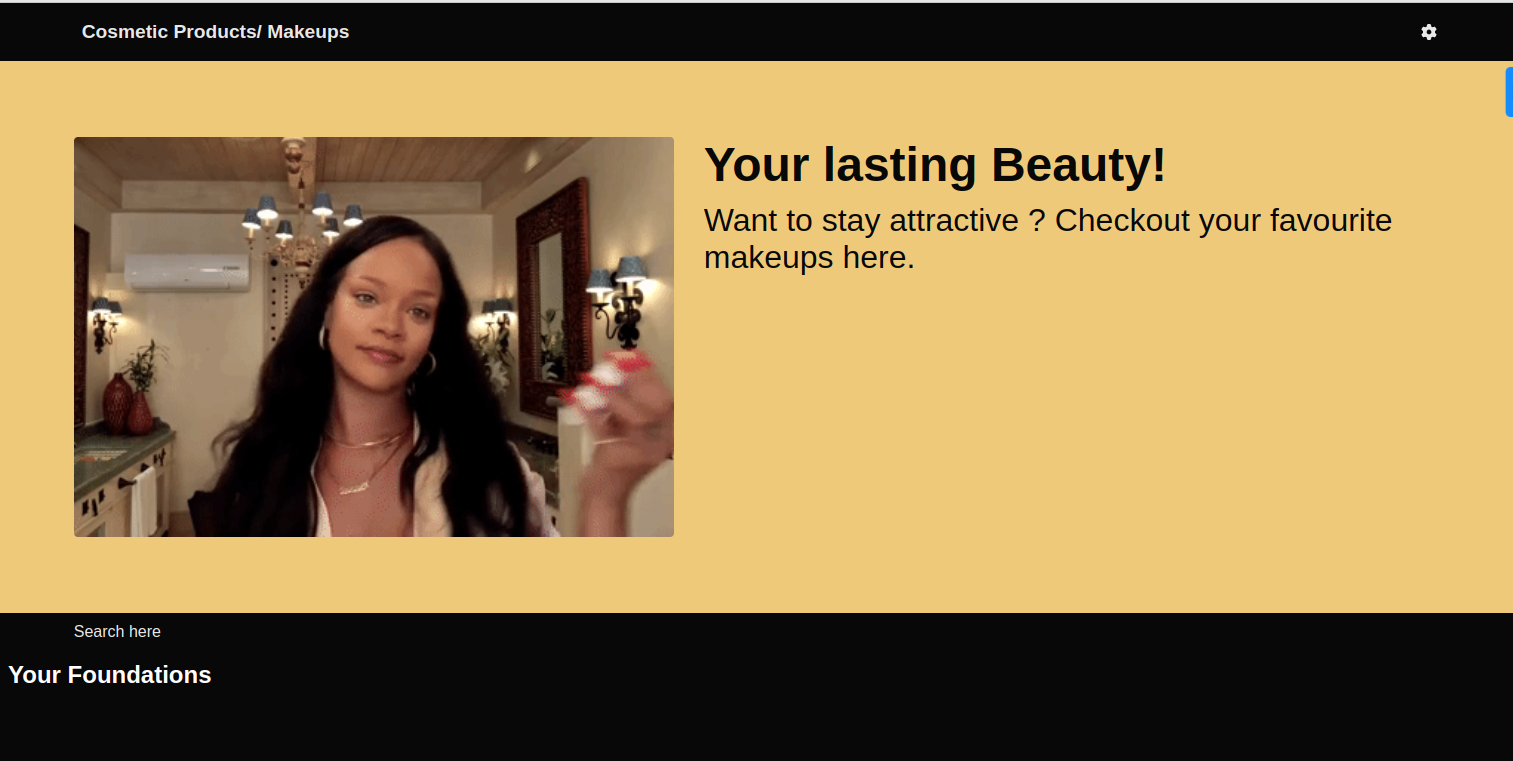 Cosmetic Products/ Makeups
Your lasting Beauty!
Want to stay attractive ? Checkout your favourite
makeups here.
Search here
Your Foundations